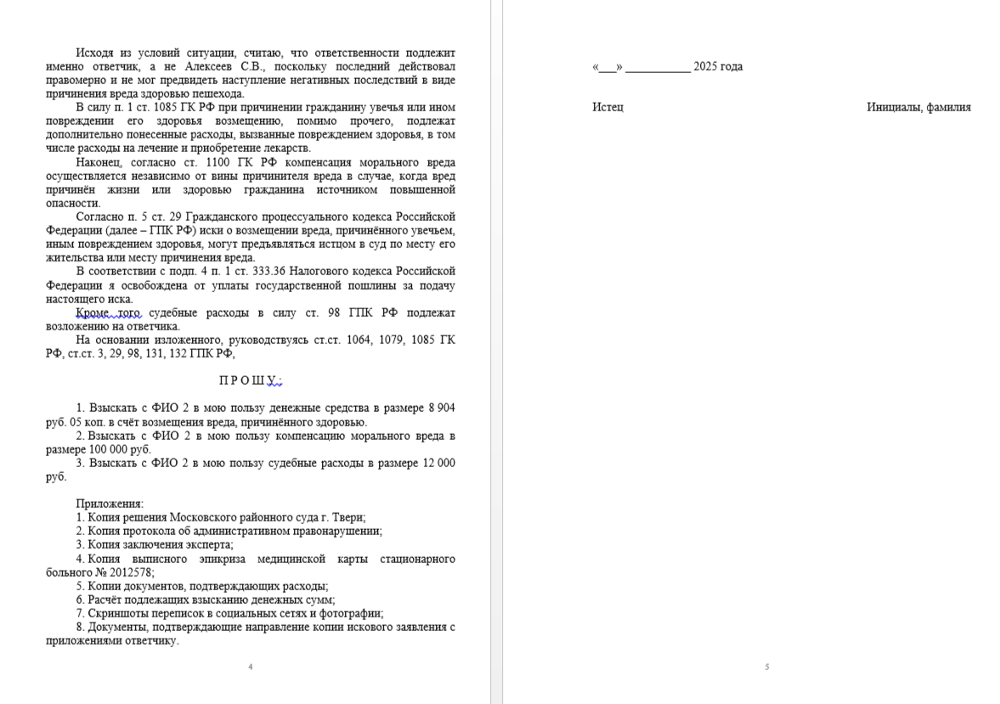 Исходя из условий ситуации, считаю, что ответственности подлежит
именно ответчик, а не Алексеев С.В., поскольку последний действовал
правомерно и не мог предвидеть наступление негативных последствий в виде
причинения вреда здоровью пешехода.
В силу п. 1 ст. 1085 ГК РФ при причинении гражданину увечья или ином
повреждении его здоровья возмещению, помимо прочего, подлежат
дополнительно понесенные расходы, вызванные повреждением здоровья, в том
числе расходы на лечение и приобретение лекарств.
Наконец, согласно ст. 1100 ГК РФ компенсация морального вреда
осуществляется независимо от вины причинителя вреда в случае, когда вред
причинён жизни или здоровью гражданина источником повышенной
опасности.
Согласно п. 5 ст. 29 Гражданского процессуального кодекса Российской
Федерации (далее – ГПК РФ) иски о возмещении вреда, причинённого увечьем,
иным повреждением здоровья, могут предъявляться истцом в суд по месту его
жительства или месту причинения вреда.
В соответствии с подп. 4 п. 1 ст. 333.36 Налогового кодекса Российской
Федерации я освобождена от уплаты государственной пошлины за подачу
настоящего иска.
Кроме того судебные расходы в силу ст. 98 ГПК РФ подлежат
возложению на ответчика.
На основании изложенного, руководствуясь ст.ст. 1064, 1079, 1085 ГК
РФ, ст.ст. 3, 29, 98, 131, 132 ГПК РФ,
П Р О Ш У :
1. Взыскать с ФИО 2 в мою пользу денежные средства в размере 8 904
руб. 05 коп. в счёт возмещения вреда, причинённого здоровью.
2. Взыскать с ФИО 2 в мою пользу компенсацию морального вреда в
размере 100 000 руб.
3. Взыскать с ФИО 2 в мою пользу судебные расходы в размере 12 000
руб.
Приложения:
1. Копия решения Московского районного суда г. Твери;
2. Копия протокола об административном правонарушении;
3. Копия заключения эксперта;
4. Копия выписного эпикриза медицинской карты стационарного
больного № 2012578;
5. Копии документов, подтверждающих расходы;
6. Расчёт подлежащих взысканию денежных сумм;
7. Скриншоты переписок в социальных сетях и фотографии;
8. Документы, подтверждающие направление копии искового заявления с
приложениями ответчику.
4
«___» ___________ 2025 года
Истец Инициалы, фамилия
5